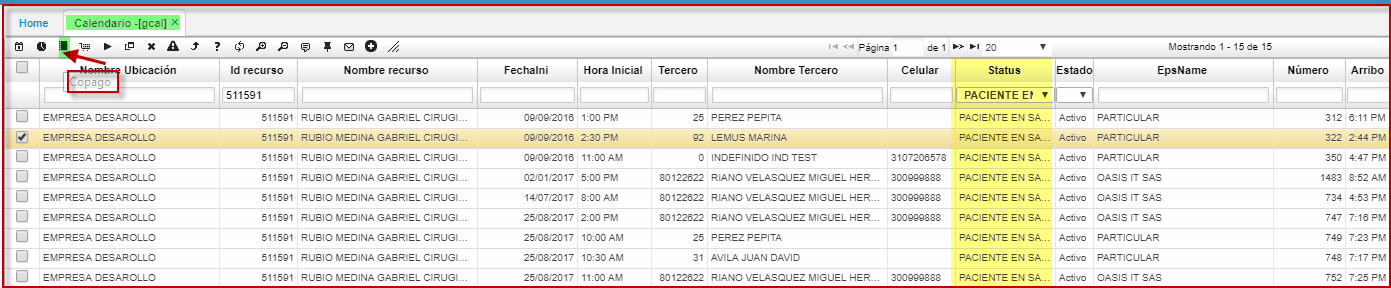 Home Calendario -[gcal] ×
Página 1 de 1 20 Mostrando 1 - 15 de 15
Nombre Ubicación Id recurso Nombre recurso FechaIni Hora Inicial Tercero Nombre Tercero Celular Status Estado EpsName Número Arribo
Copago
511591 PACIENTE EN
EMPRESA DESAROLLO 511591 RUBIO MEDINA GABRIEL CIRUGI... 09/09/2016 1:00 PM 25 PEREZ PEPITA PACIENTE EN SA... Activo PARTICULAR 312 6:11 PM
EMPRESA DESAROLLO 511591 RUBIO MEDINA GABRIEL CIRUGI... 09/09/2016 2:30 PM 92 LEMUS MARINA PACIENTE EN SA... Activo PARTICULAR 322 2:44 PM
EMPRESA DESAROLLO 511591 RUBIO MEDINA GABRIEL CIRUGI... 09/09/2016 11:00 AM 0 INDEFINIDO IND TEST 3107206578 PACIENTE EN SA... Activo PARTICULAR 350 4:47 PM
EMPRESA DESAROLLO 511591 RUBIO MEDINA GABRIEL CIRUGI... 02/01/2017 5:00 PM 80122622 RIANO VELASQUEZ MIGUEL HER... 300999888 PACIENTE EN SA... Activo OASIS IT SAS 1483 8:52 AM
EMPRESA DESAROLLO 511591 RUBIO MEDINA GABRIEL CIRUGI... 14/07/2017 8:00 AM 80122622 RIANO VELASQUEZ MIGUEL HER... 300999888 PACIENTE EN SA... Activo OASIS IT SAS 734 4:53 PM
EMPRESA DESAROLLO 511591 RUBIO MEDINA GABRIEL CIRUGI... 25/08/2017 2:00 PM 80122622 RIANO VELASQUEZ MIGUEL HER... 300999888 PACIENTE EN SA... Activo OASIS IT SAS 747 7:16 PM
EMPRESA DESAROLLO 511591 RUBIO MEDINA GABRIEL CIRUGI... 25/08/2017 10:00 AM 25 PEREZ PEPITA PACIENTE EN SA... Activo PARTICULAR 749 7:23 PM
EMPRESA DESAROLLO 511591 RUBIO MEDINA GABRIEL CIRUGI... 25/08/2017 10:30 AM 31 AVILA JUAN DAVID PACIENTE EN SA... Activo PARTICULAR 748 7:17 PM
EMPRESA DESAROLLO 511591 RUBIO MEDINA GABRIEL CIRUGI... 25/08/2017 11:00 AM 80122622 RIANO VELASQUEZ MIGUEL HER... 300999888 PACIENTE EN SA... Activo OASIS IT SAS 752 7:25 PM